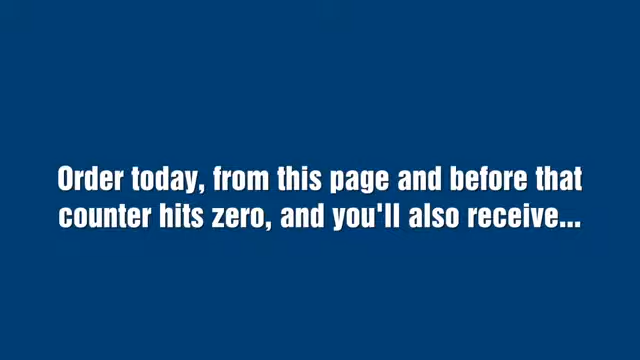 Order today, from this page and before that
counter hits zero, and you'll also receive...